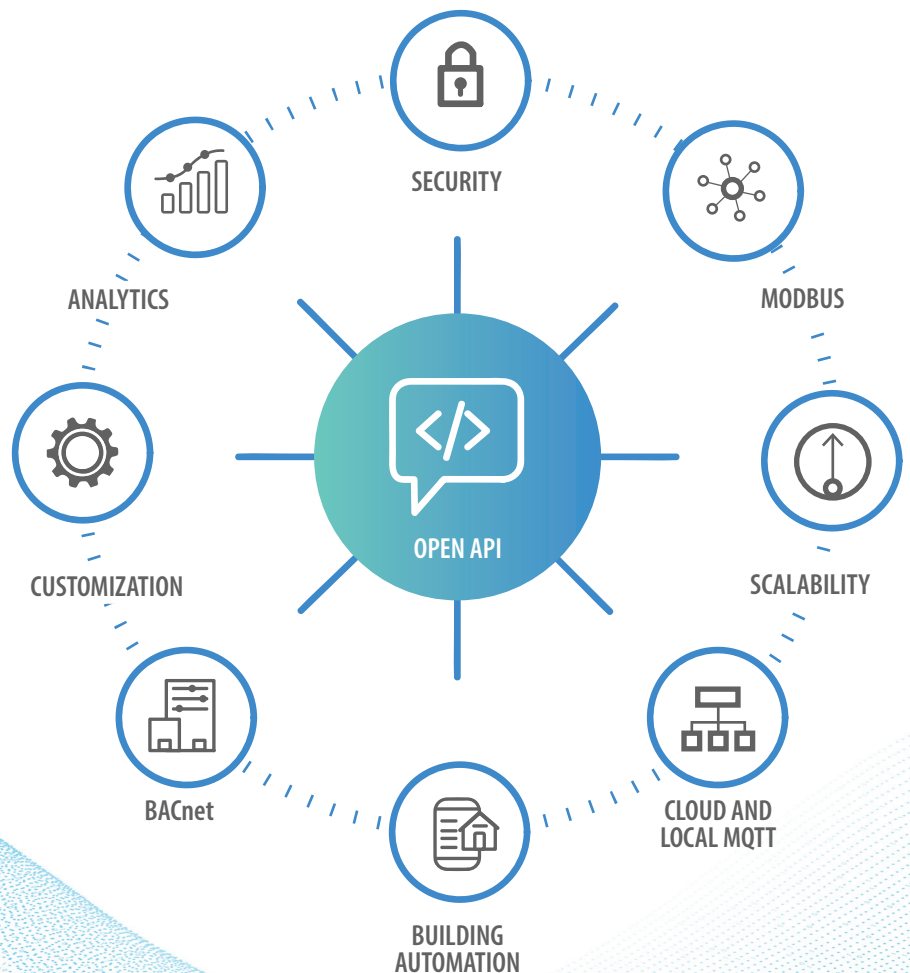 SECURITY
ANALYTICS
MODBUS
</>
OPEN API
CUSTOMIZATION
SCALABILITY
BACnet
CLOUD AND
LOCAL MQTT
BUILDING
AUTOMATION